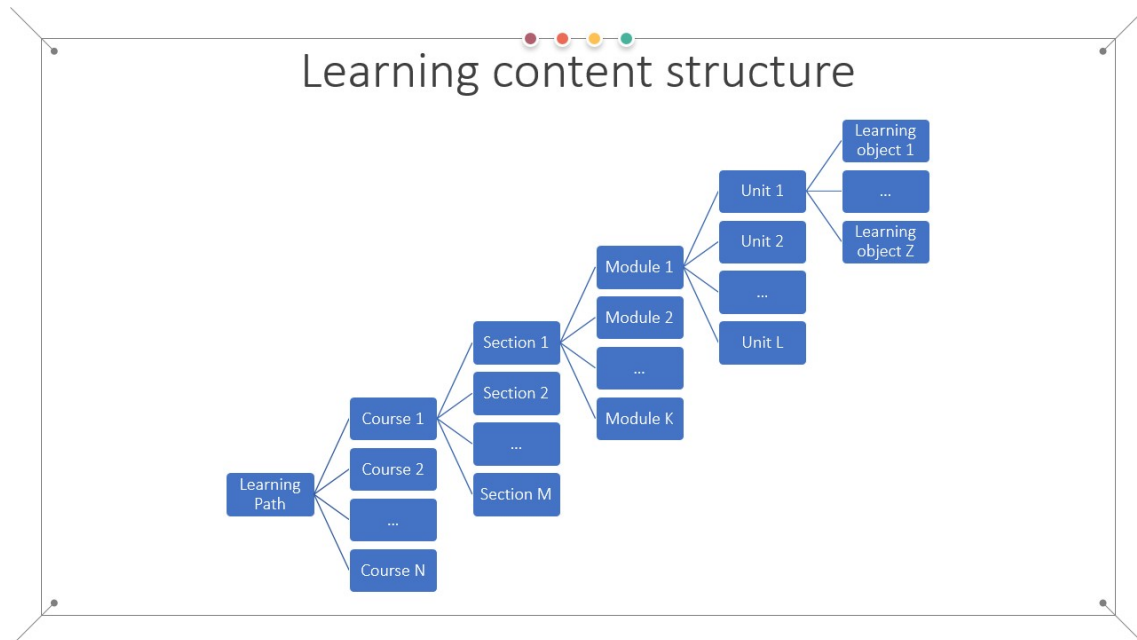 Learning content structure
Learning
Path
Course 1
Course 2
...
Course N
Section 1
Section 2
...
Section M
Module 1
Module 2
...
Module K
Unit 1
Unit 2
...
Unit L
Learning
object 1
...
Learning
object Z